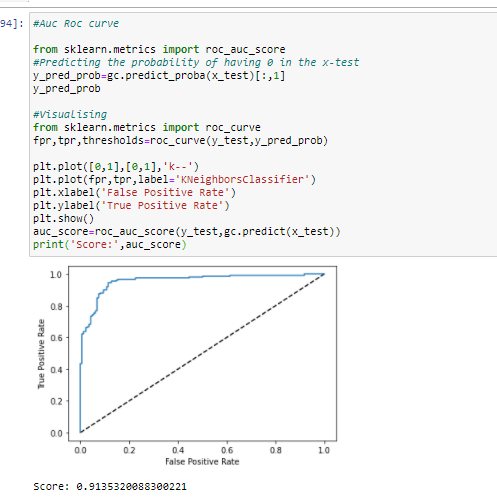 94]: #Auc Roc curve
from sklearn.metrics import roc_auc_score
#Predicting the probability of having 0 in the x-test
y_pred_prob=gc.predict_proba(x_test)[:,1]
y_pred_prob
#Visualising
from sklearn.metrics import roc_curve
fpr,tpr,thresholds=roc_curve(y_test,y_pred_prob)
plt.plot([0,1],[0,1],'k--')
plt.plot(fpr,tpr,label='KNeighborsClassifier')
plt.xlabel('False Positive Rate')
plt.ylabel('True Positive Rate')
plt.show()
auc_score=roc_auc_score(y_test,gc.predict(x_test))
print('Score:',auc_score)
1.0
0.8
0.6
0.4
0.2
0.0
True Positive Rate
0.0 0.2 0.4 0.6 0.8 1.0
False Positive Rate
Score: 0.9135320088300221